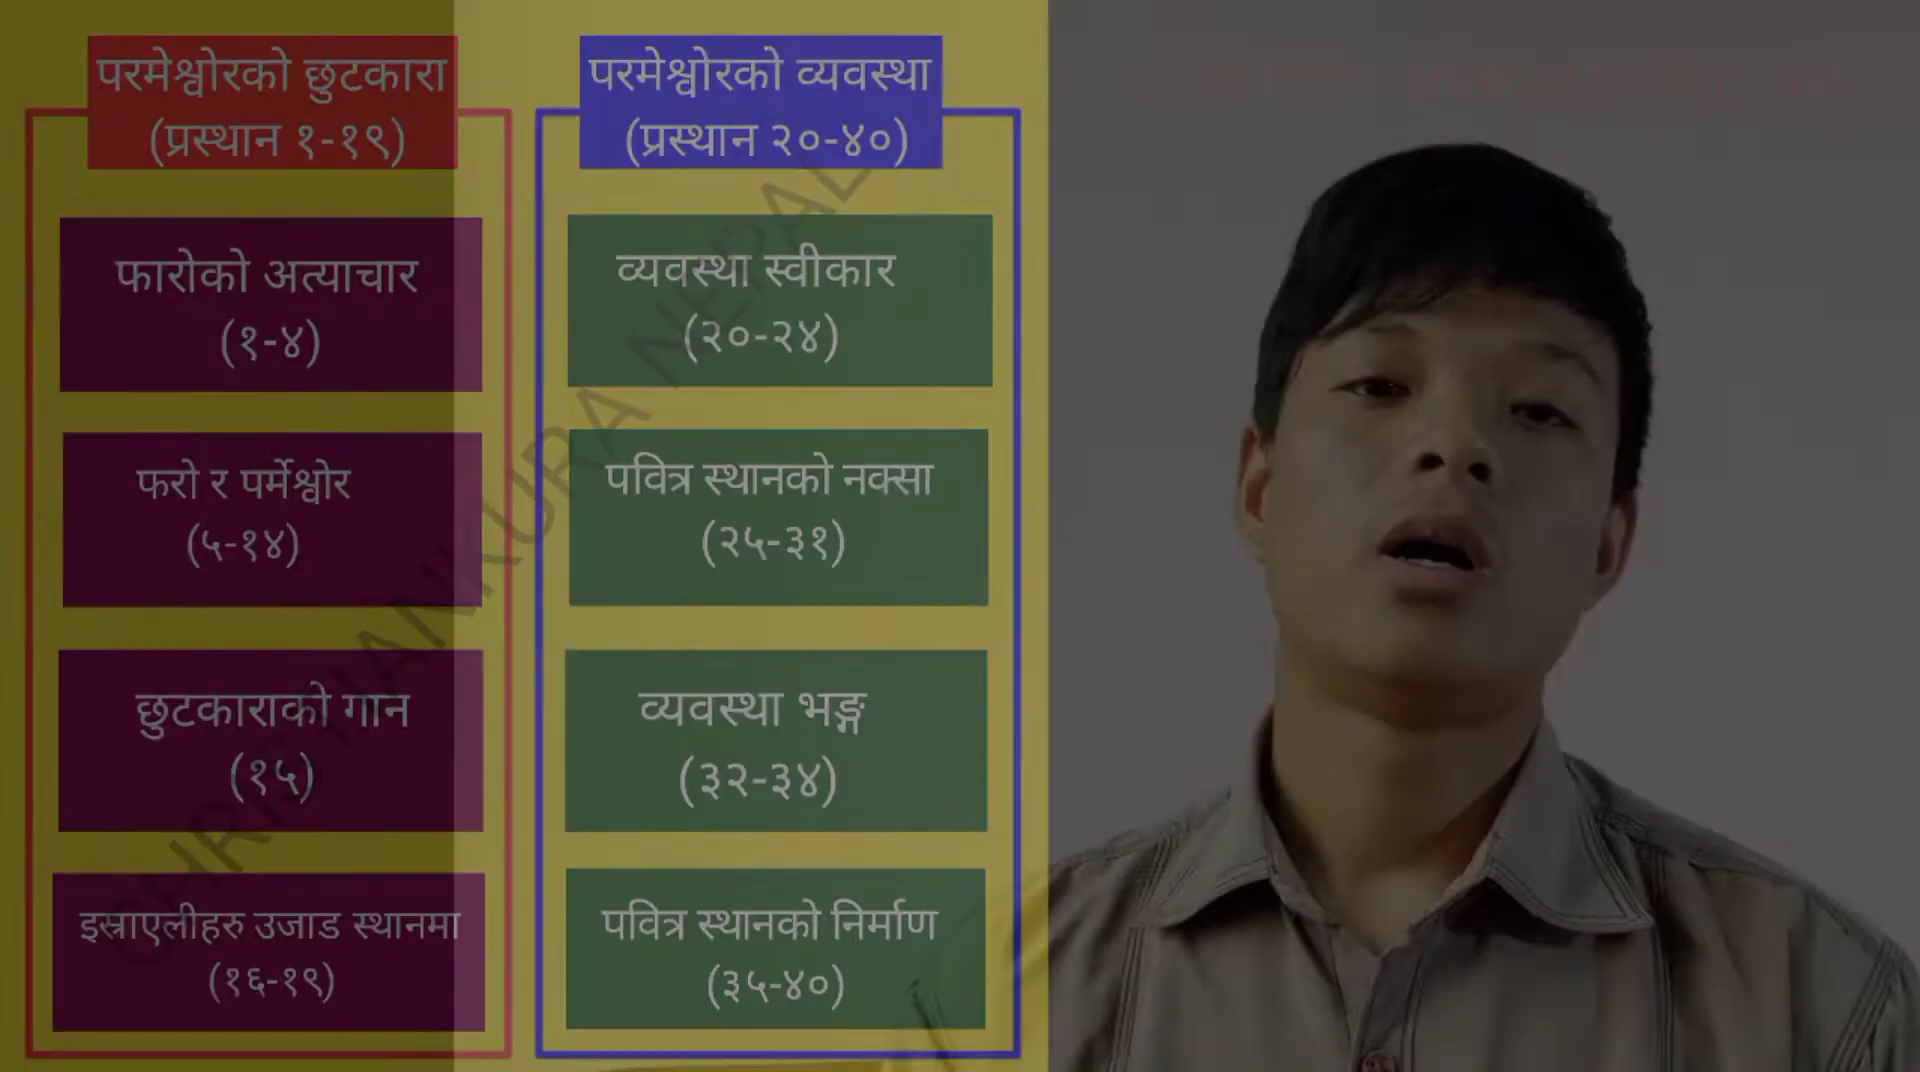 परमेश्वोरको छुटकारा
(प्रस्थान १-१९)
फारोको अत्याचार
(१-४)
फरो र पर्मेश्वोर
(५-१४)
छुटकाराको गान
(१५)
इस्राएलीहरु उजाड स्थानमा
(१६-१९)
परमेश्वोरको व्यवस्था
(प्रस्थान २०-४०)
व्यवस्था स्वीकार
(२०-२४)
पवित्र स्थानको नक्सा
(२५-३१)
व्यवस्था भङ्ग
(३२-३४)
पवित्र स्थानको निर्माण
(३५-४०)
CHRISTIANKURA NEPAL